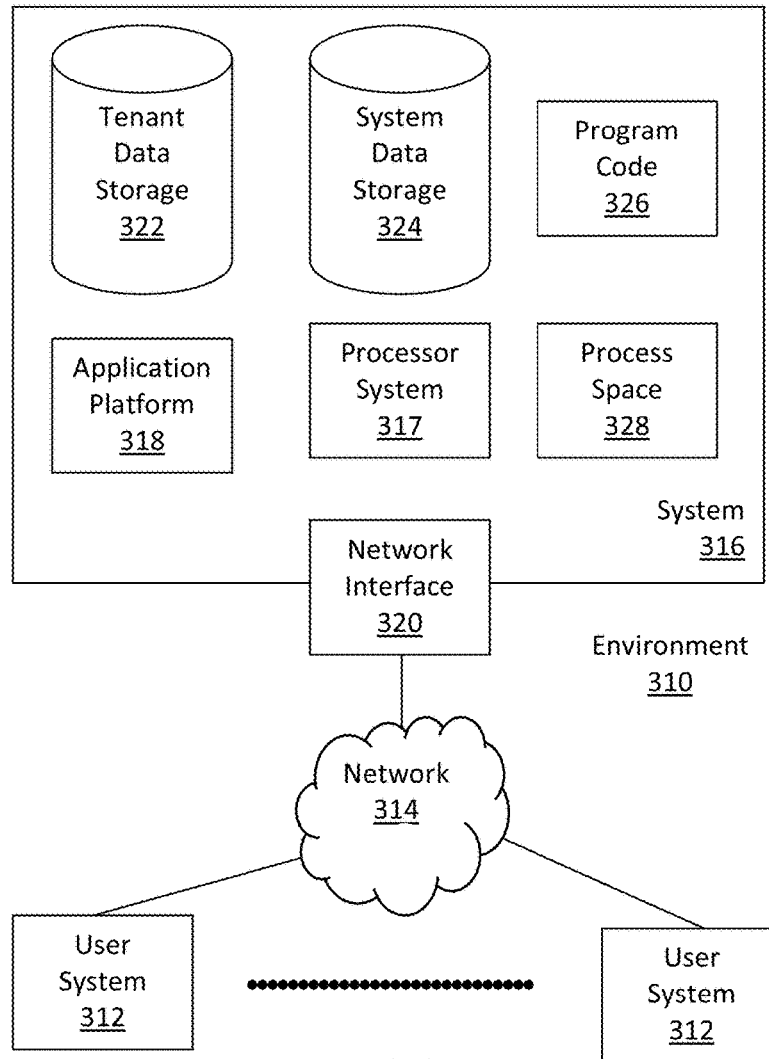 Tenant
Data
Storage
322
System
Data
Storage
324
Program
Code
326
Application
Platform
318
Processor
System
317
Process
Space
328
System
316
Network
Interface
320
Environment
310
Network
314
User
System
312
User
System
312